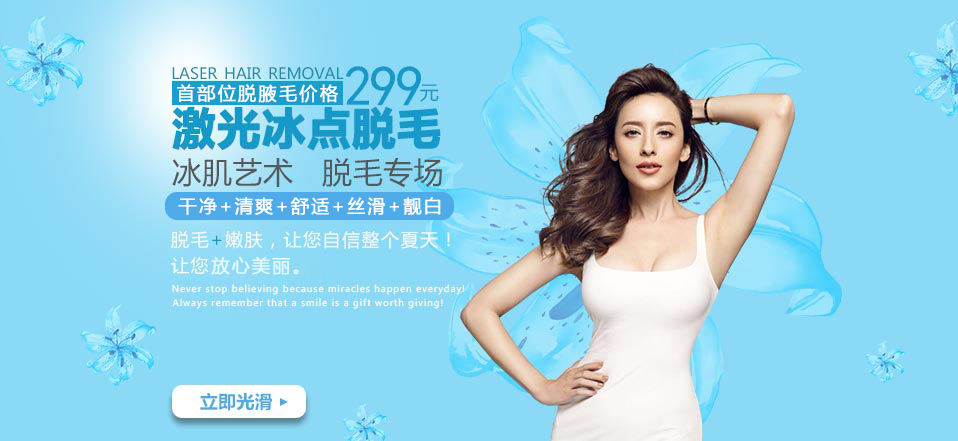 LASER HAIR REMOVAL
首部位脱腋毛价格299元
激光冰点脱毛
冰肌艺术 脱毛专场
干净+清爽+舒适+丝滑+靓白
脱毛+嫩肤，让您自信整个夏天！
让您放心美丽。
Never stop believing because miracles happen everyday!
Always remember that a smile is a gift worth giving!
立即光滑